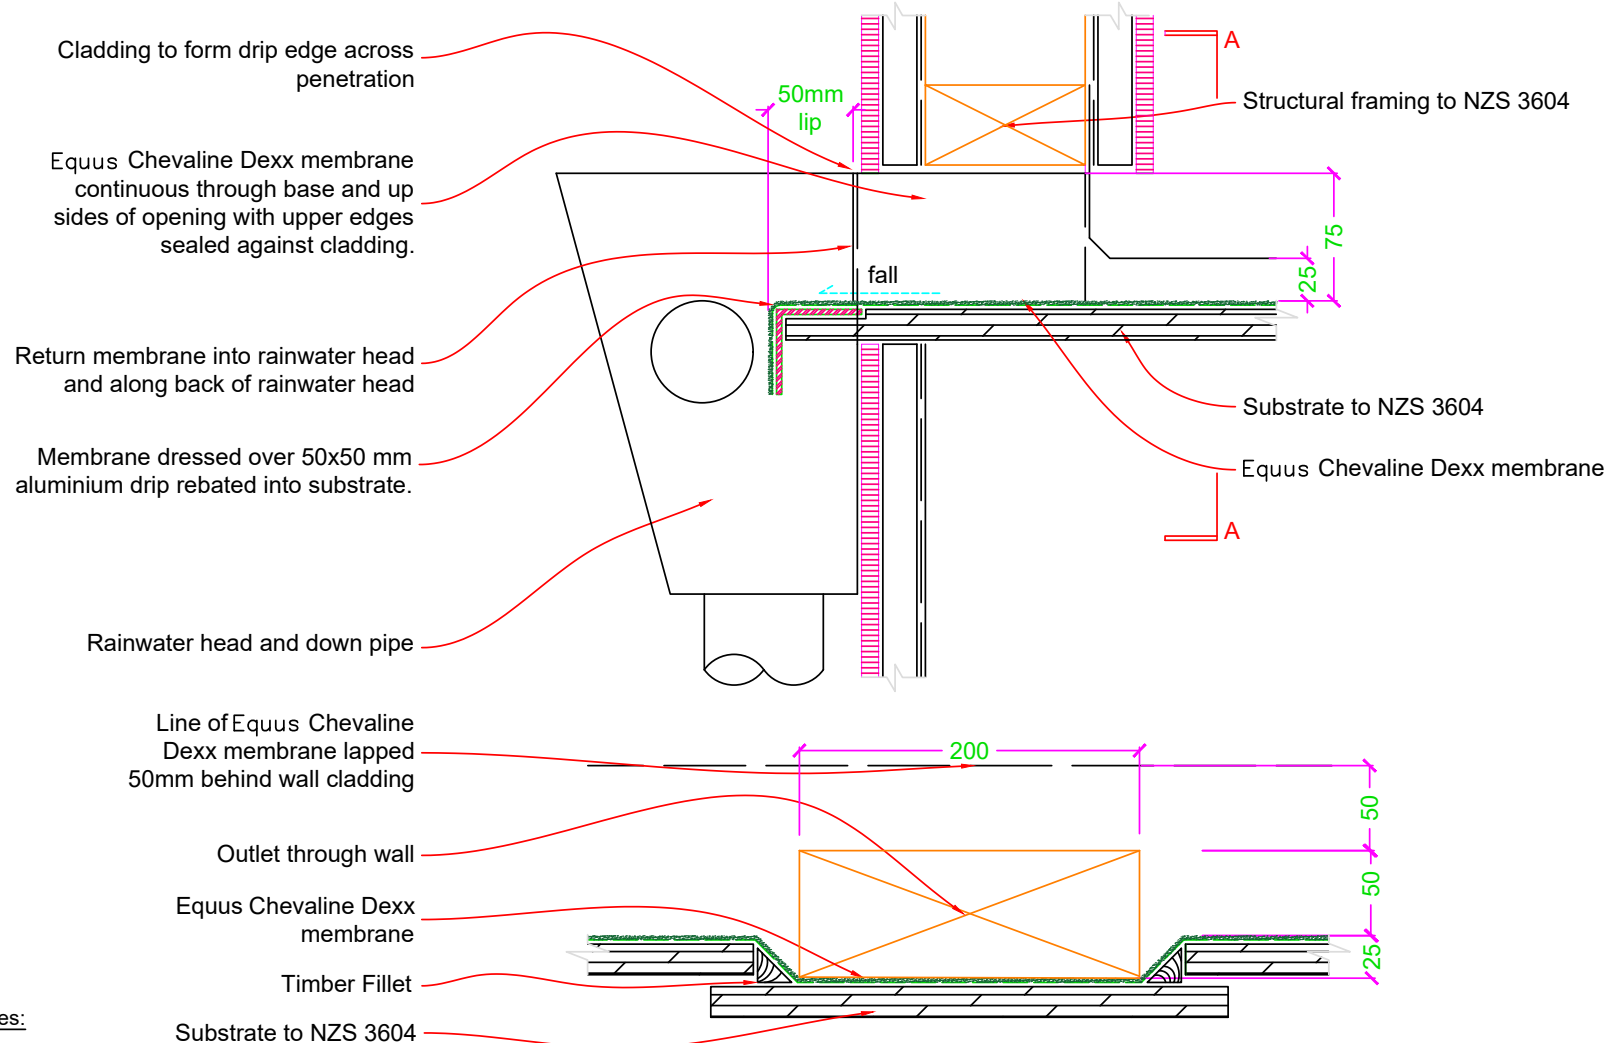 Cladding to form drip edge across
penetration
50mm
lip
A
Structural framing to NZS 3604
Equus Chevaline Dexx membrane
continuous through base and up
sides of opening with upper edges
sealed against cladding.
75
25
fall
Return membrane into rainwater head
and along back of rainwater head
Substrate to NZS 3604
Membrane dressed over 50x50 mm
aluminium drip rebated into substrate.
Equus Chevaline Dexx membrane
A
Rainwater head and down pipe
Line of Equus Chevaline
Dexx membrane lapped
50mm behind wall cladding
200
50
Outlet through wall
50
Equus Chevaline Dexx
membrane
25
Timber Fillet
es:
Substrate to NZS 3604